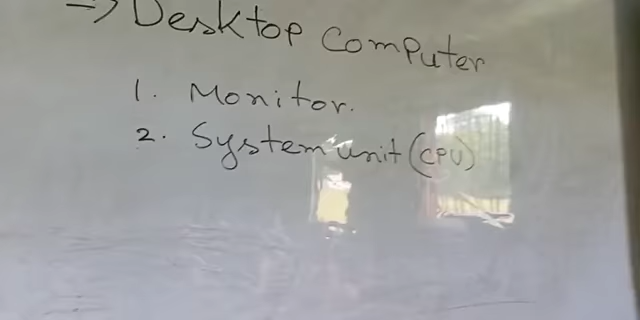 -> Desktop Computer
1. Monitor.
2. System unit (CPU)